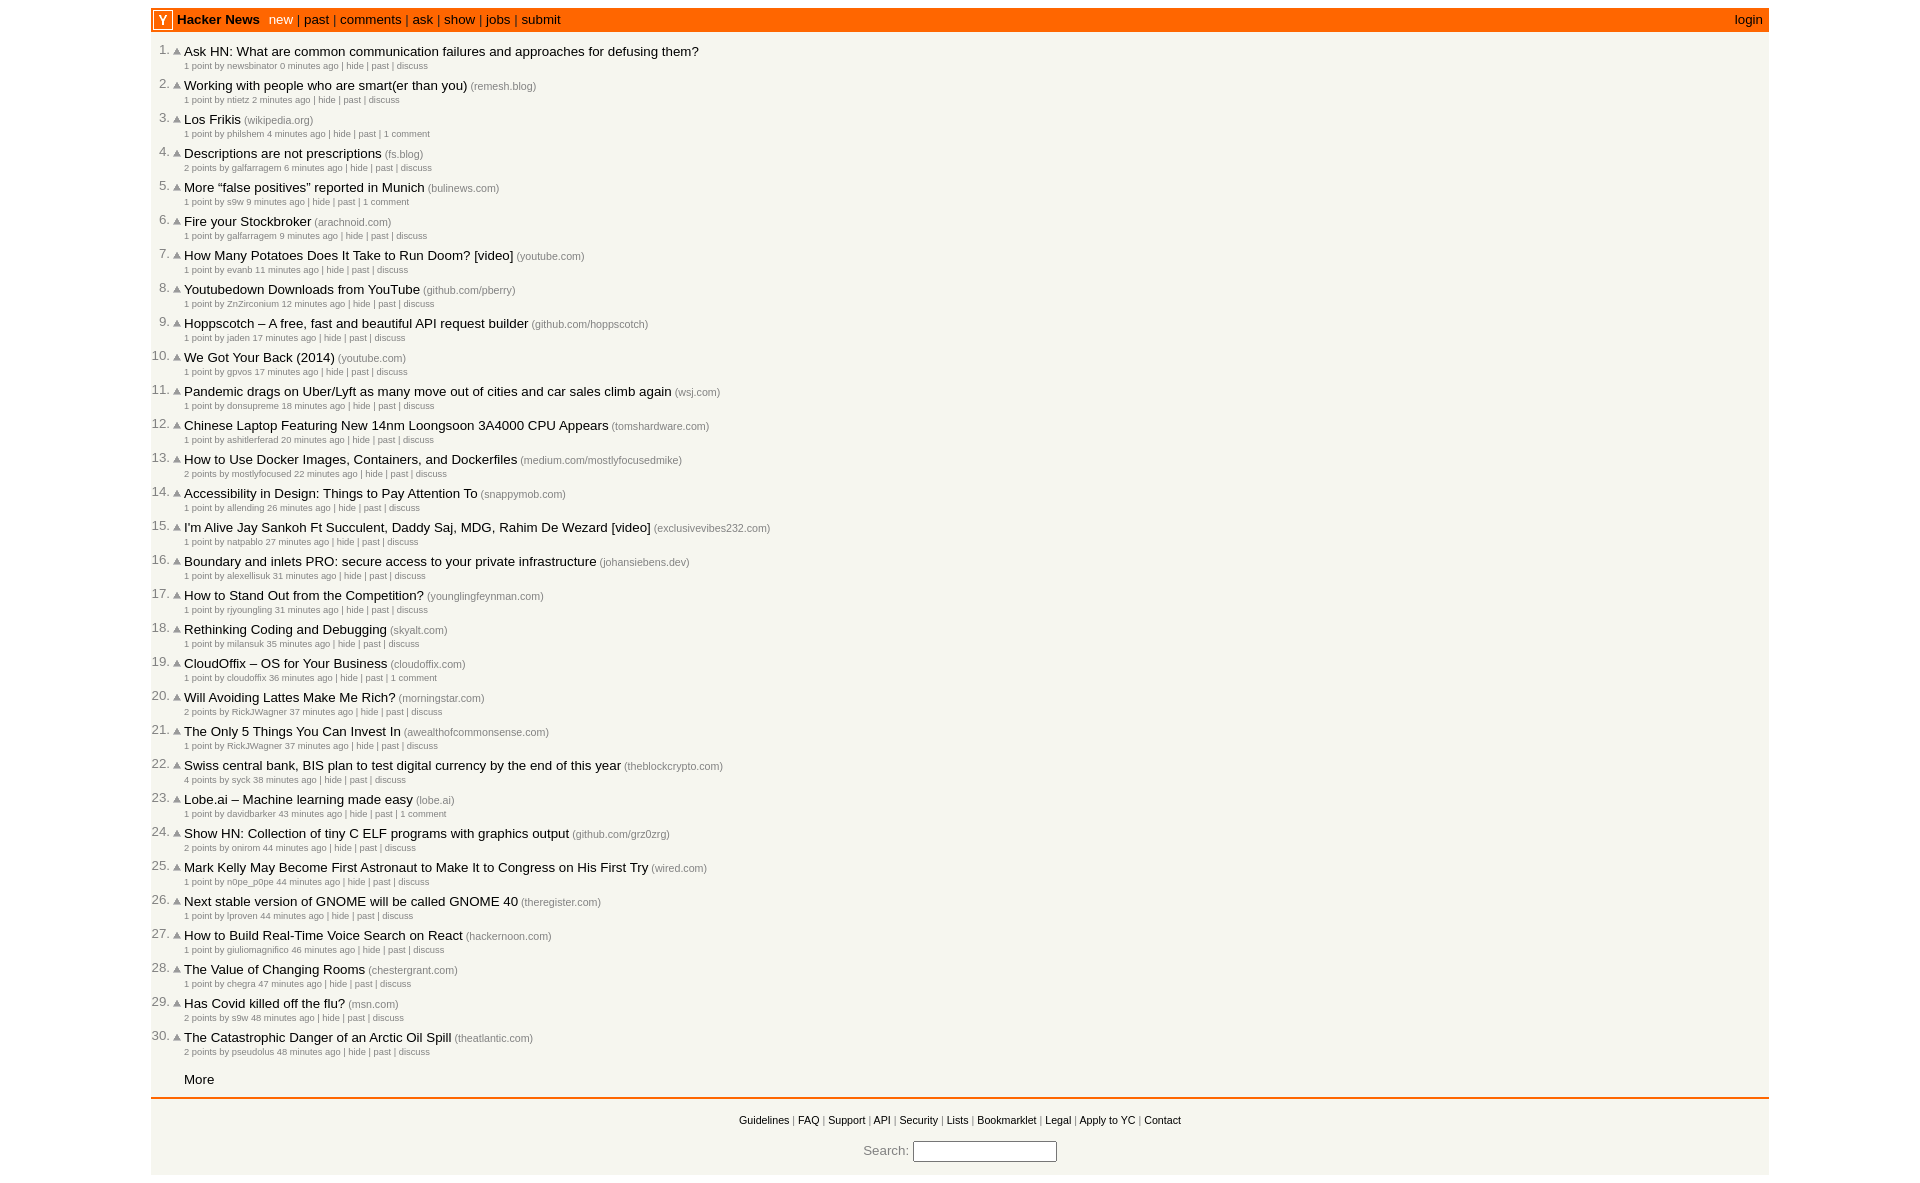 Y Hacker News new | past | comments | ask | show | jobs | submit login
1. Ask HN: What are common communication failures and approaches for defusing them?
1 point by newsbinator 0 minutes ago | hide | past | discuss
2. Working with people who are smart(er than you) (remesh.blog)
1 point by ntietz 2 minutes ago | hide | past | discuss
3. Los Frikis (wikipedia.org)
1 point by philshem 4 minutes ago | hide | past | 1 comment
4. Descriptions are not prescriptions (fs.blog)
2 points by galfarragem 6 minutes ago | hide | past | discuss
5. More “false positives” reported in Munich (bulinews.com)
1 point by s9w 9 minutes ago | hide | past | 1 comment
6. Fire your Stockbroker (arachnoid.com)
1 point by galfarragem 9 minutes ago | hide | past | discuss
7. How Many Potatoes Does It Take to Run Doom? [video] (youtube.com)
1 point by evanb 11 minutes ago | hide | past | discuss
8. Youtubedown Downloads from YouTube (github.com/pberry)
1 point by ZnZirconium 12 minutes ago | hide | past | discuss
9. Hoppscotch – A free, fast and beautiful API request builder (github.com/hoppscotch)
1 point by jaden 17 minutes ago | hide | past | discuss
10. We Got Your Back (2014) (youtube.com)
1 point by gpvos 17 minutes ago | hide | past | discuss
11. Pandemic drags on Uber/Lyft as many move out of cities and car sales climb again (wsj.com)
1 point by donsupreme 18 minutes ago | hide | past | discuss
12. Chinese Laptop Featuring New 14nm Loongsoon 3A4000 CPU Appears (tomshardware.com)
1 point by ashitlerferad 20 minutes ago | hide | past | discuss
13. How to Use Docker Images, Containers, and Dockerfiles (medium.com/mostlyfocusedmike)
2 points by mostlyfocused 22 minutes ago | hide | past | discuss
14. Accessibility in Design: Things to Pay Attention To (snappymob.com)
1 point by allending 26 minutes ago | hide | past | discuss
15. I'm Alive Jay Sankoh Ft Succulent, Daddy Saj, MDG, Rahim De Wezard [video] (exclusivevibes232.com)
1 point by natpablo 27 minutes ago | hide | past | discuss
16. Boundary and inlets PRO: secure access to your private infrastructure (johansiebens.dev)
1 point by alexellisuk 31 minutes ago | hide | past | discuss
17. How to Stand Out from the Competition? (younglingfeynman.com)
1 point by rjyoungling 31 minutes ago | hide | past | discuss
18. Rethinking Coding and Debugging (skyalt.com)
1 point by milansuk 35 minutes ago | hide | past | discuss
19. CloudOffix – OS for Your Business (cloudoffix.com)
1 point by cloudoffix 36 minutes ago | hide | past | 1 comment
20. Will Avoiding Lattes Make Me Rich? (morningstar.com)
2 points by RickJWagner 37 minutes ago | hide | past | discuss
21. The Only 5 Things You Can Invest In (awealthofcommonsense.com)
1 point by RickJWagner 37 minutes ago | hide | past | discuss
22. Swiss central bank, BIS plan to test digital currency by the end of this year (theblockcrypto.com)
4 points by syck 38 minutes ago | hide | past | discuss
23. Lobe.ai – Machine learning made easy (lobe.ai)
1 point by davidbarker 43 minutes ago | hide | past | 1 comment
24. Show HN: Collection of tiny C ELF programs with graphics output (github.com/grz0zrg)
2 points by onirom 44 minutes ago | hide | past | discuss
25. Mark Kelly May Become First Astronaut to Make It to Congress on His First Try (wired.com)
1 point by n0pe_p0pe 44 minutes ago | hide | past | discuss
26. Next stable version of GNOME will be called GNOME 40 (theregister.com)
1 point by lproven 44 minutes ago | hide | past | discuss
27. How to Build Real-Time Voice Search on React (hackernoon.com)
1 point by giuliomagnifico 46 minutes ago | hide | past | discuss
28. The Value of Changing Rooms (chestergrant.com)
1 point by chegra 47 minutes ago | hide | past | discuss
29. Has Covid killed off the flu? (msn.com)
2 points by s9w 48 minutes ago | hide | past | discuss
30. The Catastrophic Danger of an Arctic Oil Spill (theatlantic.com)
2 points by pseudolus 48 minutes ago | hide | past | discuss
More
Guidelines | FAQ | Support | API | Security | Lists | Bookmarklet | Legal | Apply to YC | Contact
Search: